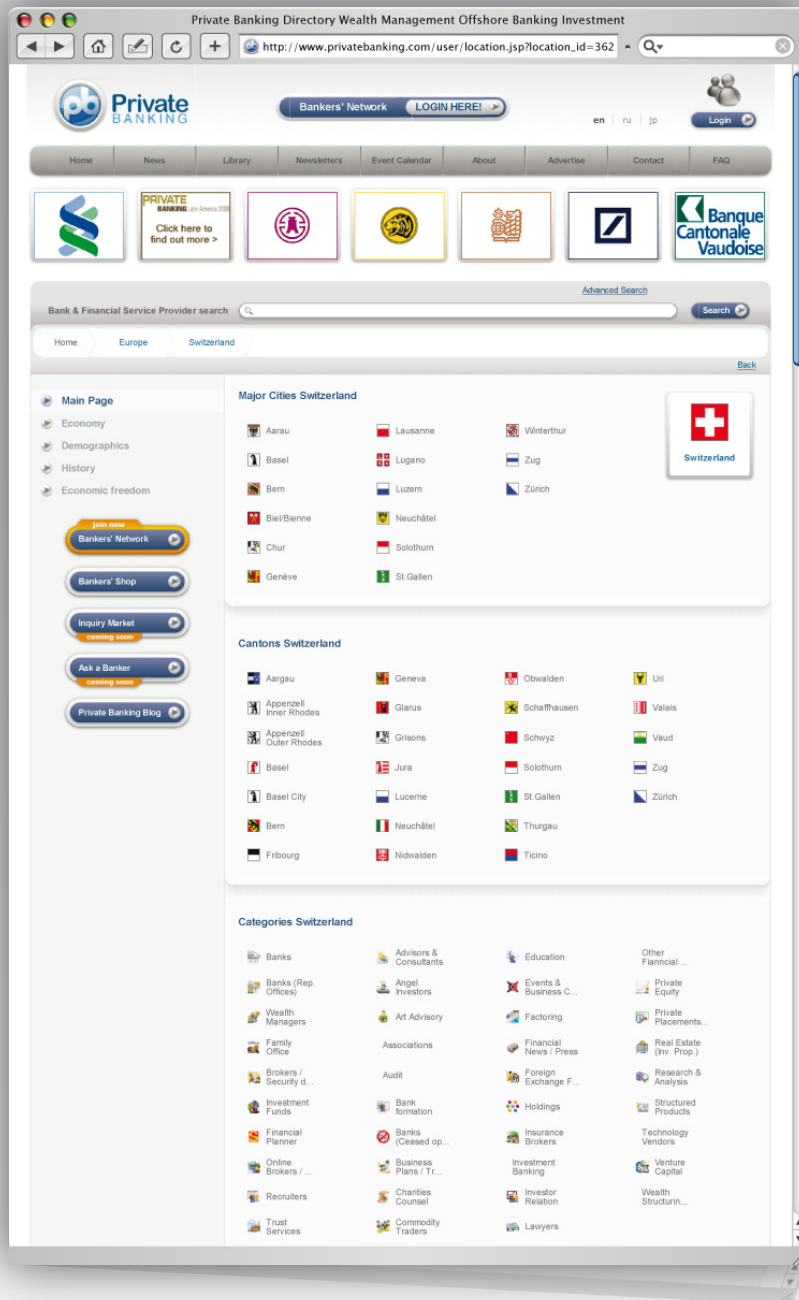 Private Banking Directory Wealth Management Offshore Banking Investment
http://www.privatebanking.com/user/location.jsp?location_id=362
pb Private
BANKING
Bankers' Network LOGIN HERE!
en ru jp
Login
Home News Library Newsletters Event Calendar About Advertise Contact FAQ
PRIVATE
BANKING Latin America 2009
Click here to
find out more >
Banque
Cantonale
Vaudoise
Advanced Search
Bank & Financial Service Provider search
Search
Home Europe Switzerland
Back
Main Page
Economy
Demographics
History
Economic freedom
join now
Bankers' Network
Bankers' Shop
Inquiry Market
coming soon
Ask a Banker
coming soon
Private Banking Blog
Major Cities Switzerland
Switzerland
Aarau Lausanne Winterthur
Basel Lugano Zug
Bern Luzern Zürich
Biel/Bienne Neuchâtel
Chur Solothurn
Genève St.Gallen
Cantons Switzerland
Aargau Geneva Obwalden Uri
Appenzell
Inner Rhodes
Glarus Schaffhausen Valais
Appenzell
Outer Rhodes
Grisons Schwyz Vaud
Basel Jura Solothurn Zug
Basel City Lucerne St.Gallen Zürich
Bern Neuchâtel Thurgau
Fribourg Nidwalden Ticino
Categories Switzerland
Banks
Advisors &
Consultants
Education
Other
Fianncial ...
Banks (Rep.
Offices)
Angel
Investors
Events &
Business C...
Private
Equity
Wealth
Managers
Art Advisory
Factoring
Private
Placements...
Family
Office
Associations
Financial
News / Press
Real Estate
(Inv. Prop.)
Brokers /
Security d...
Audit
Foreign
Exchange F...
Research &
Analysis
Investment
Funds
Bank
formation
Holdings
Structured
Products
Financial
Planner
Banks
(Ceased op...
Insurance
Brokers
Technology
Vendors
Online
Brokers / ...
Business
Plans / Tr...
Investment
Banking
Venture
Capital
Recruiters
Charities
Counsel
Investor
Relation
Wealth
Structurin...
Trust
Services
Commodity
Traders
Lawyers